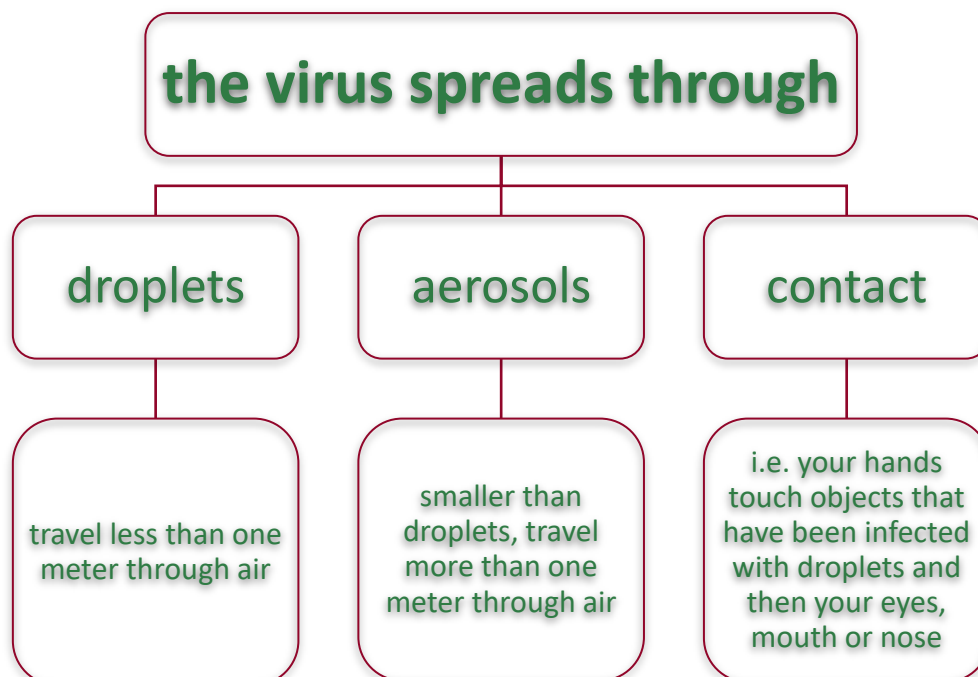 the virus spreads through
droplets
aerosols
contact
travel less than one
meter through air
smaller than
droplets, travel
more than one
meter through air
i.e. your hands
touch objects that
have been infected
with droplets and
then your eyes,
mouth or nose